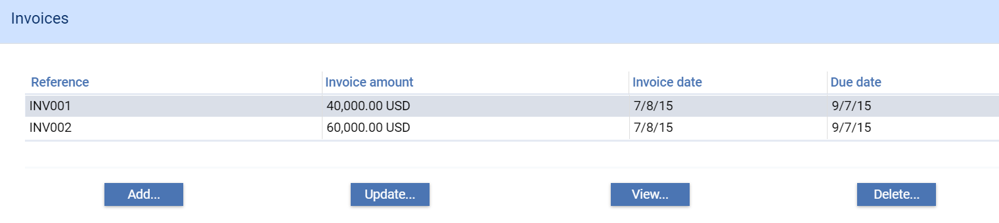 Invoices
Reference Invoice amount Invoice date Due date
INV001 40,000.00 USD 7/8/15 9/7/15
INV002 60,000.00 USD 7/8/15 9/7/15
Add... Update... View... Delete...